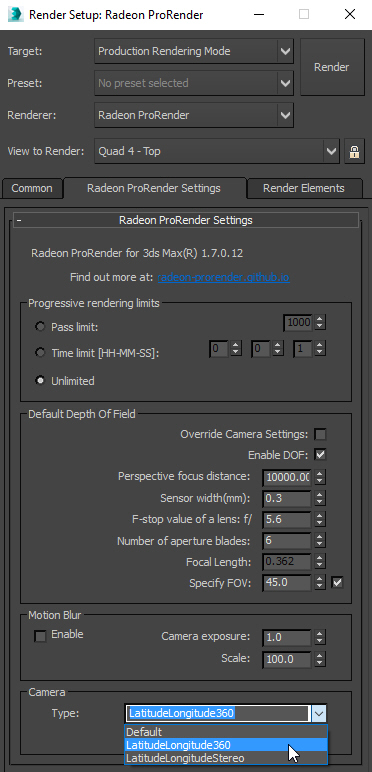 Render Setup: Radeon ProRender
Target: Production Rendering Mode
Render
Preset: No preset selected
Renderer: Radeon ProRender
View to Render: Quad 4 - Top
Common Radeon ProRender Settings Render Elements
- Radeon ProRender Settings
Radeon ProRender for 3ds Max(R) 1.7.0.12
Find out more at: radeon-prorender.github.io
Progressive rendering limits
Pass limit: 1000
Time limit [HH-MM-SS]: 0 0 1
Unlimited
Default Depth Of Field
Override Camera Settings:
Enable DOF:
Perspective focus distance: 10000.00
Sensor width(mm): 0.3
F-stop value of a lens: f/ 5.6
Number of aperture blades: 6
Focal Length: 0.362
Specify FOV: 45.0
Motion Blur
Enable Camera exposure: 1.0
Scale: 100.0
Camera
Type: LatitudeLongitude360
Default
LatitudeLongitude360
LatitudeLongitudeStereo